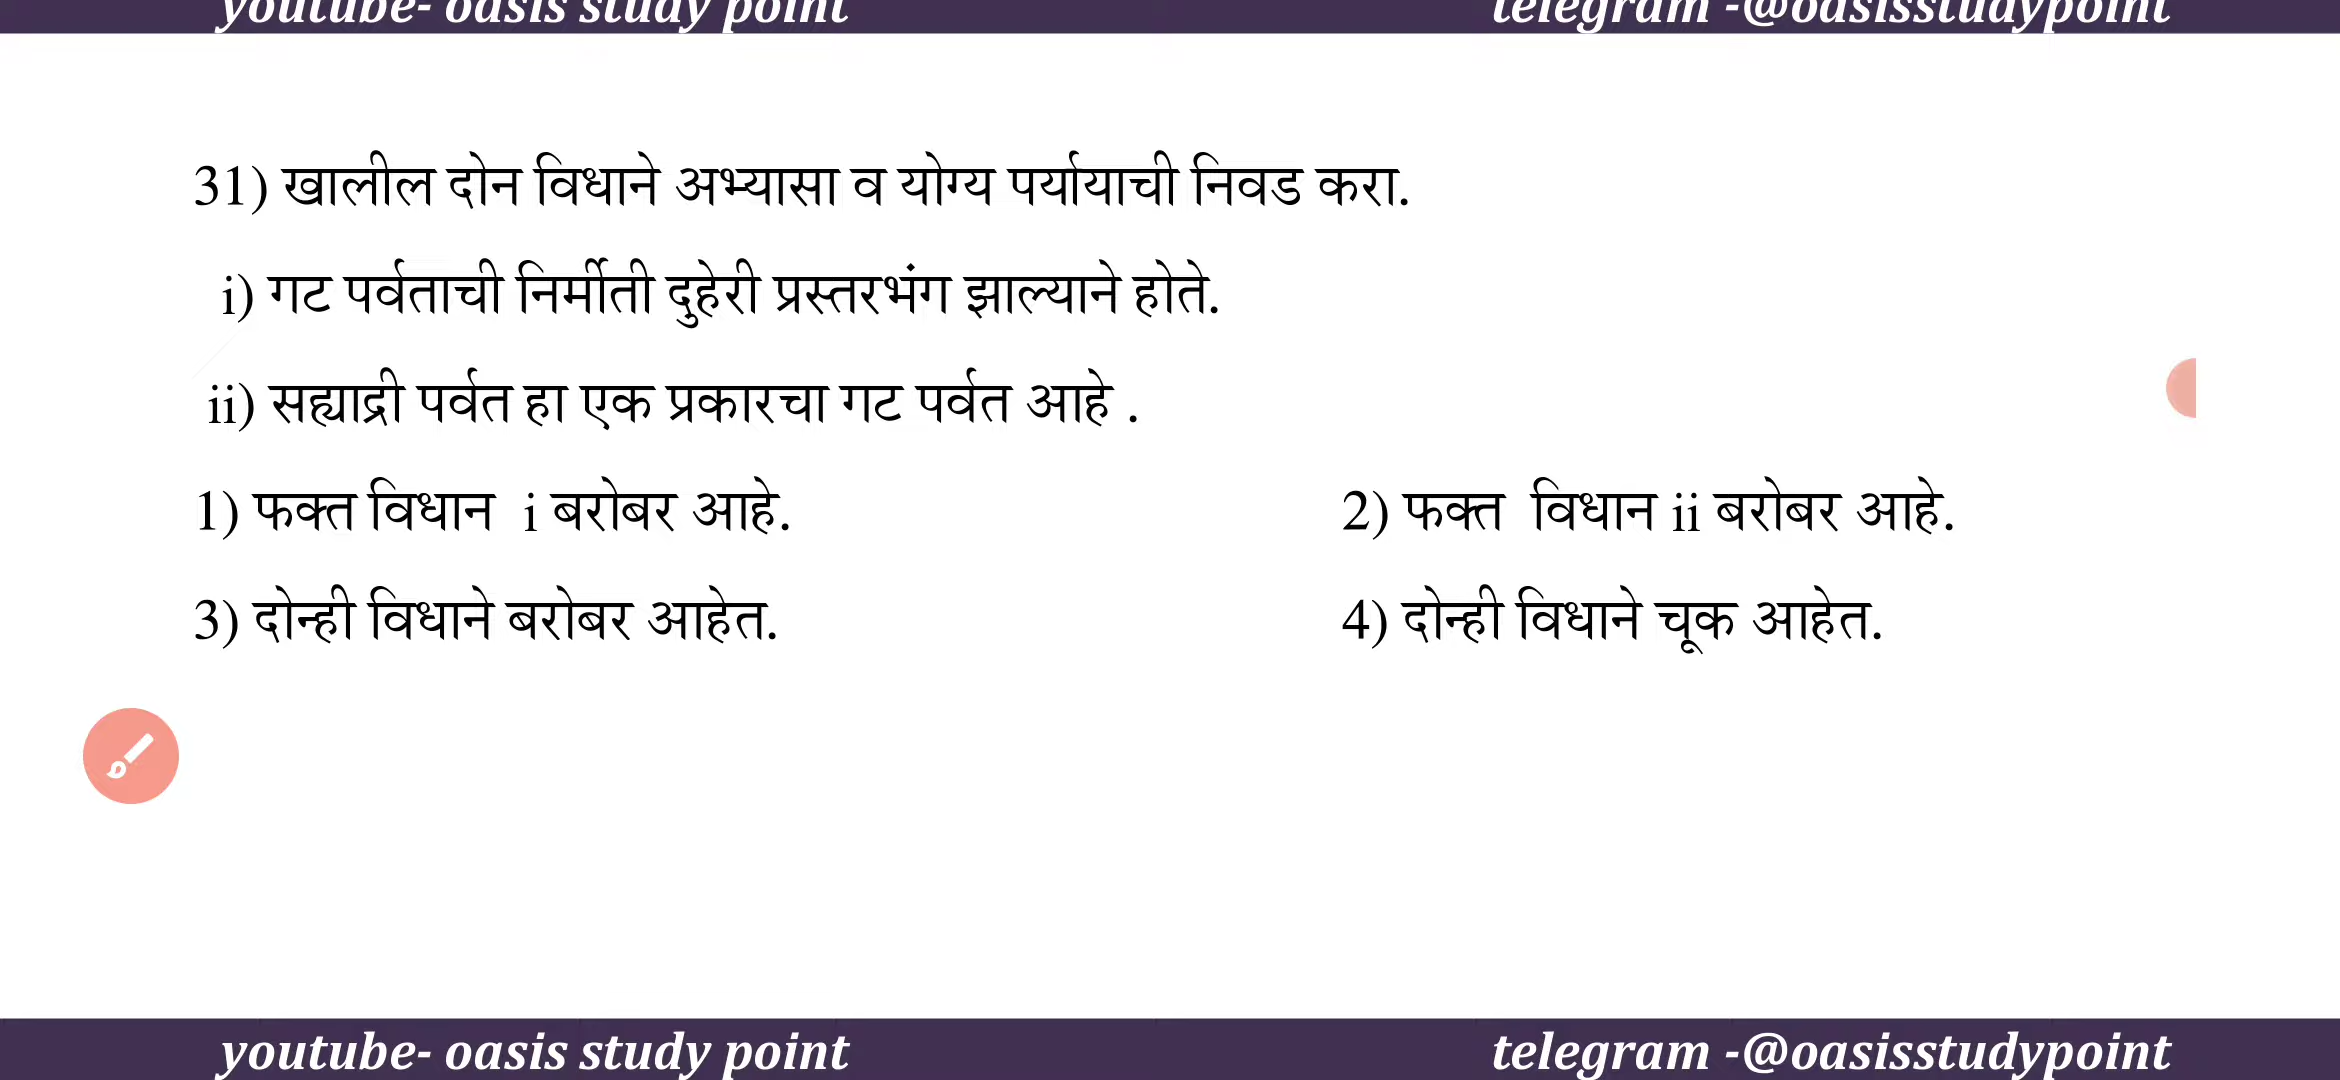 youtube- oasis study point telegram -@oasisstudypoint
31) खालील दोन विधाने अभ्यासा व योग्य पर्यायाची निवड करा.
i) गट पर्वताची निर्मीती दुहेरी प्रस्तरभंग झाल्याने होते.
ii) सह्याद्री पर्वत हा एक प्रकारचा गट पर्वत आहे .
1) फक्त विधान i बरोबर आहे. 2) फक्त विधान ii बरोबर आहे.
3) दोन्ही विधाने बरोबर आहेत. 4) दोन्ही विधाने चूक आहेत.
youtube- oasis study point telegram -@oasisstudypoint